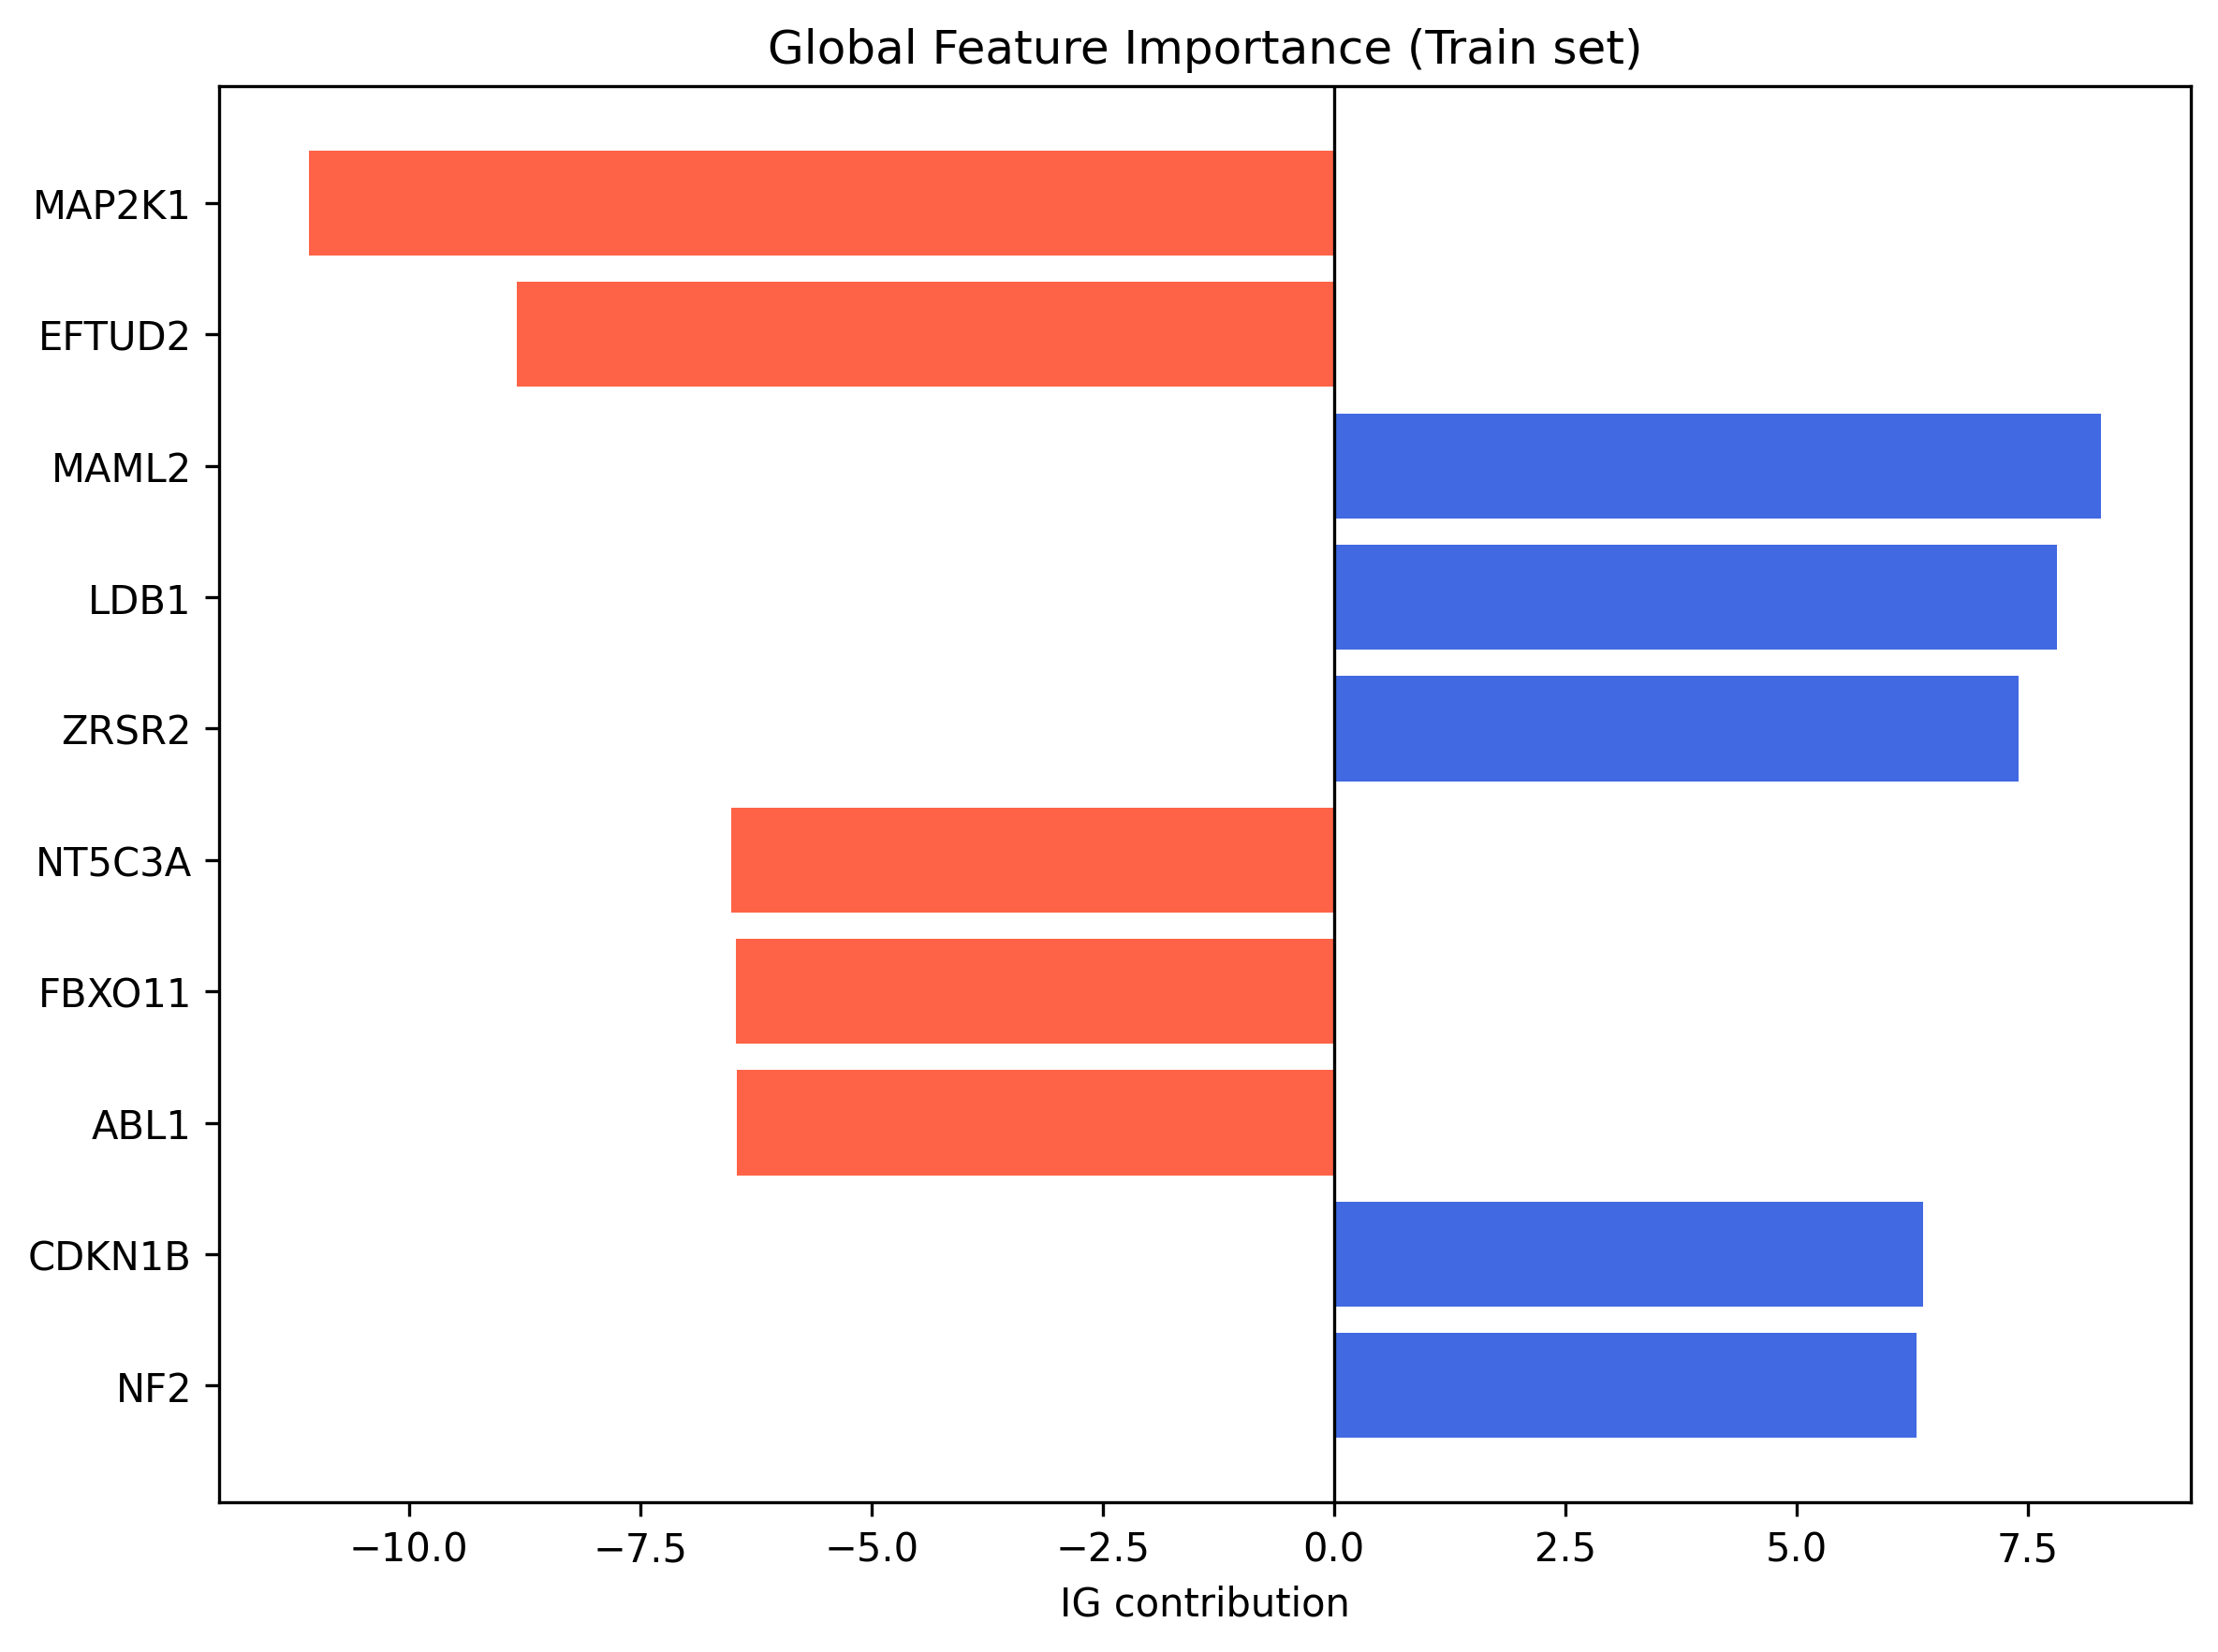 Global Feature Importance (Train set)
MAP2K1
EFTUD2
MAML2
LDB1
ZRSR2
NT5C3A
FBXO11
ABL1
CDKN1B
NF2
−10.0 −7.5 −5.0 −2.5 0.0 2.5 5.0 7.5
IG contribution